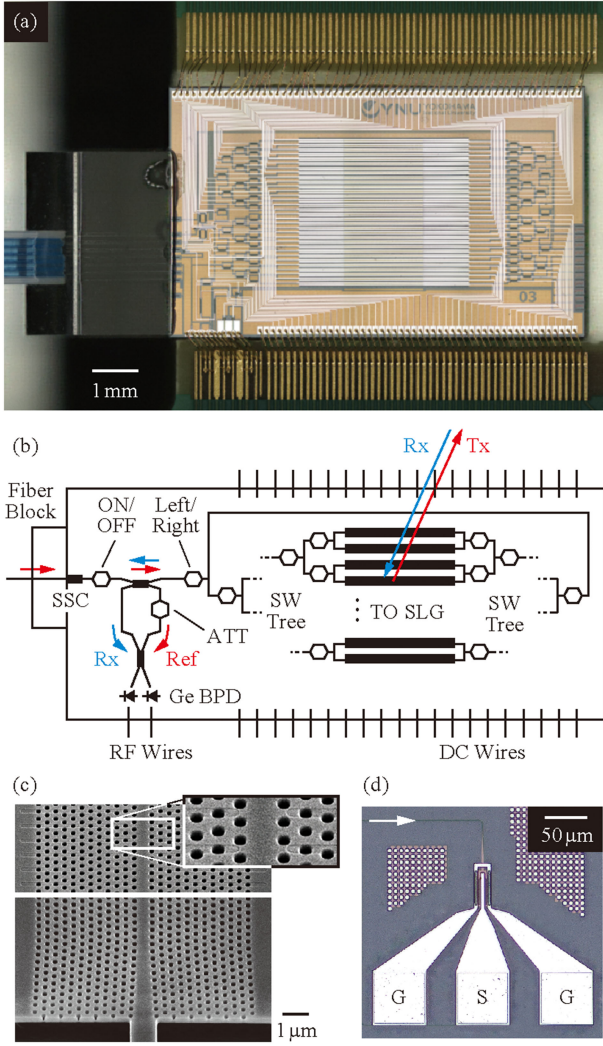 (a)
YNU YOKOHAMA
03
1 mm
(b)
Rx Tx
Fiber
Block
ON/
OFF
Left/
Right
SSC
ATT
SW
Tree
TO SLG
SW
Tree
Rx
Ref
Ge BPD
RF Wires
DC Wires
(c)
1 μm
(d)
50 μm
G S G